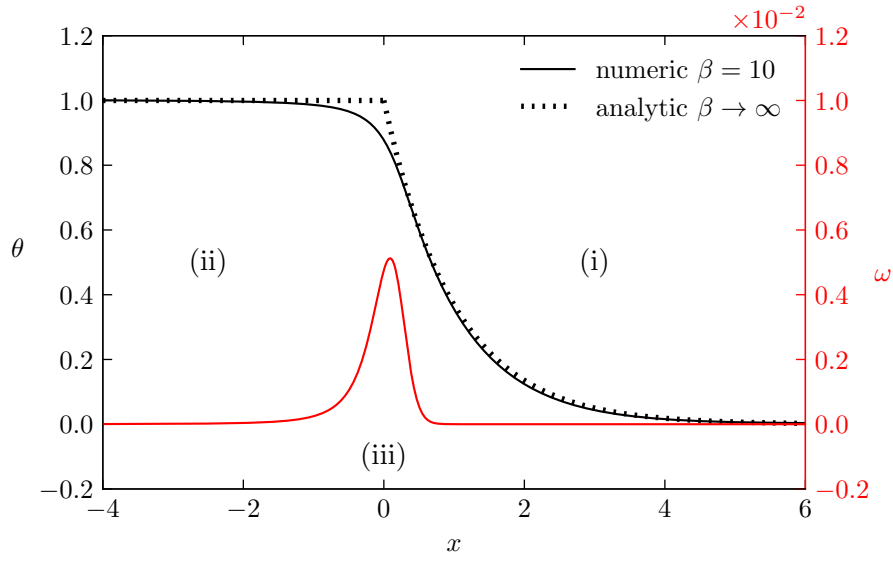 ×10⁻²
1.2 1.2
numeric β = 10
1.0 1.0
analytic β → ∞
0.8 0.8
0.6 0.6
θ (ii) (i) ω
0.4 0.4
0.2 0.2
0.0 0.0
(iii)
−0.2 −0.2
−4 −2 0 2 4 6
x